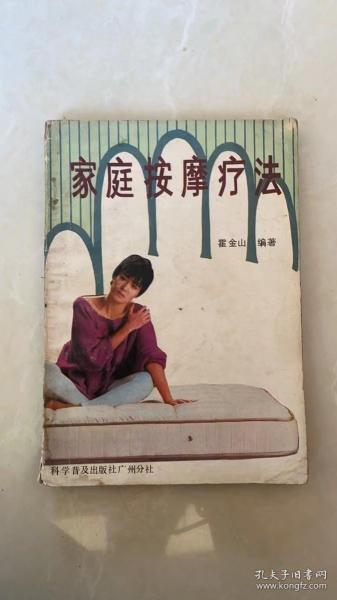 家庭按摩疗法
霍金山 编著
科学普及出版社广州分社
孔夫子旧书网
www.kongfz.com